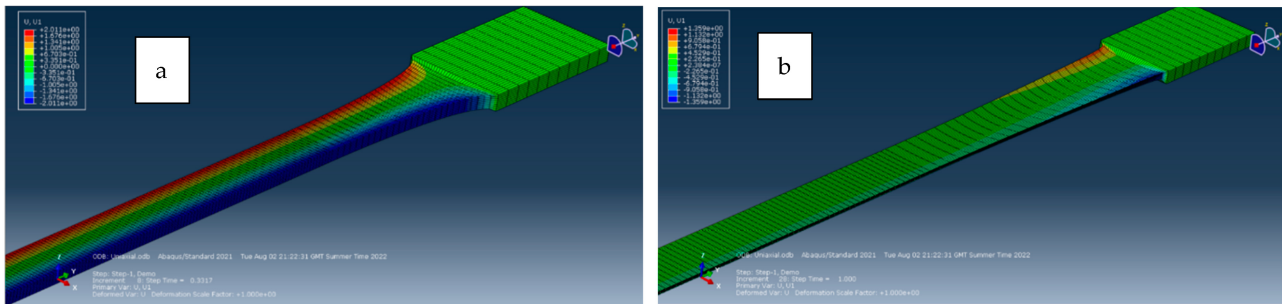 U, U1
+2.011e+00
+1.676e+00
+1.341e+00
+1.005e+00
+6.703e-01
+3.351e-01
+0.000e+00
-3.351e-01
-6.703e-01
-1.005e+00
-1.341e+00
-1.676e+00
-2.011e+00
a
Z
Y
X
ODB: Uniaxial.odb Abaqus/Standard 2021 Tue Aug 02 21:22:31 GMT Summer Time 2022
Step: Step-1, Demo
Increment 8: Step Time = 0.3317
Primary Var: U, U1
Deformed Var: U Deformation Scale Factor: +1.000e+00
U, U1
+1.359e+00
+1.132e+00
+9.058e-01
+6.794e-01
+4.529e-01
+2.265e-01
+2.384e-07
-2.265e-01
-4.529e-01
-6.794e-01
-9.058e-01
-1.132e+00
-1.359e+00
b
Z
Y
X
ODB: Uniaxial.odb Abaqus/Standard 2021 Tue Aug 02 21:22:31 GMT Summer Time 2022
Step: Step-1, Demo
Increment 20: Step Time = 1.000
Primary Var: U, U1
Deformed Var: U Deformation Scale Factor: +1.000e+00